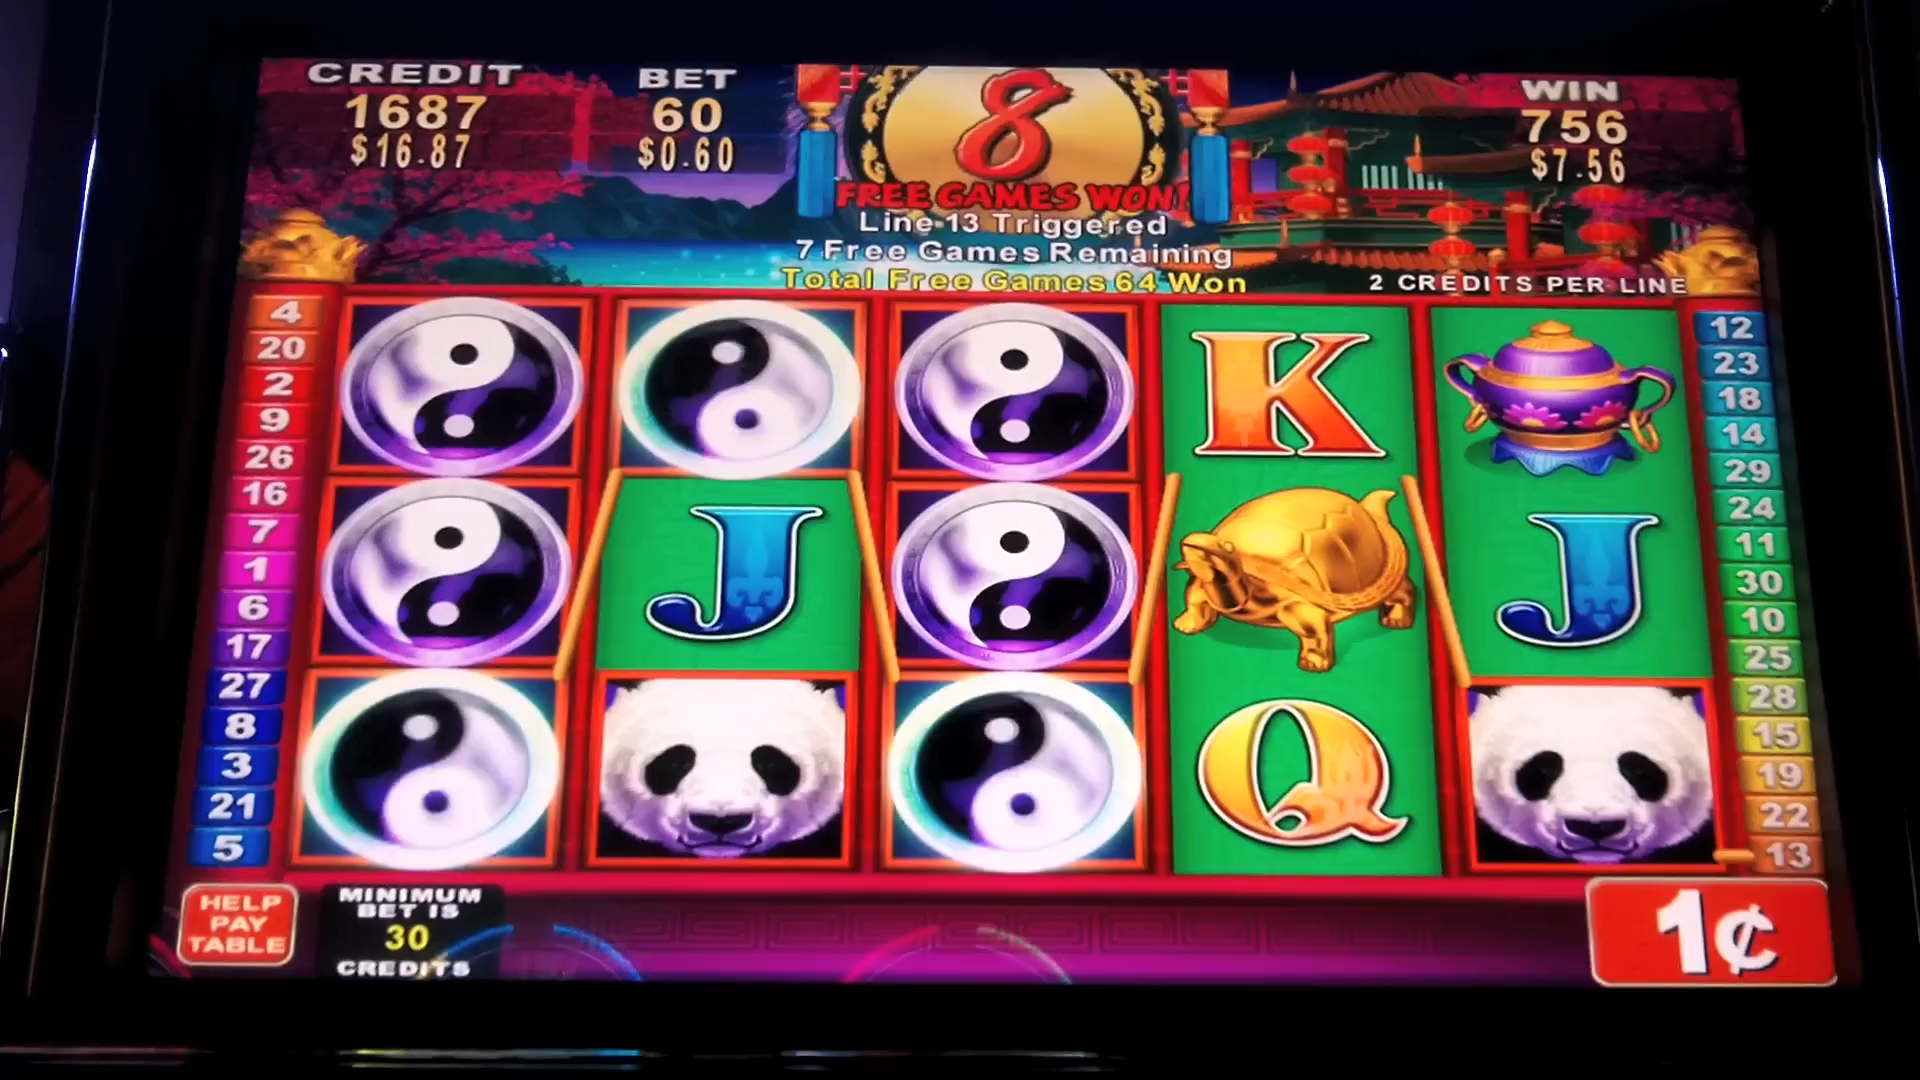 CREDIT
1687
$16.87
BET
60
$0.60
8
FREE GAMES WON!
Line 13 Triggered
7 Free Games Remaining
Total Free Games 64 Won
WIN
756
$7.56
2 CREDITS PER LINE
4
20
2
9
26
16
7
1
6
17
27
8
3
21
5
K
J
J
Q
12
23
18
14
29
24
11
30
10
25
28
15
19
22
13
HELP
PAY
TABLE
MINIMUM
BET IS
30
CREDITS
1¢